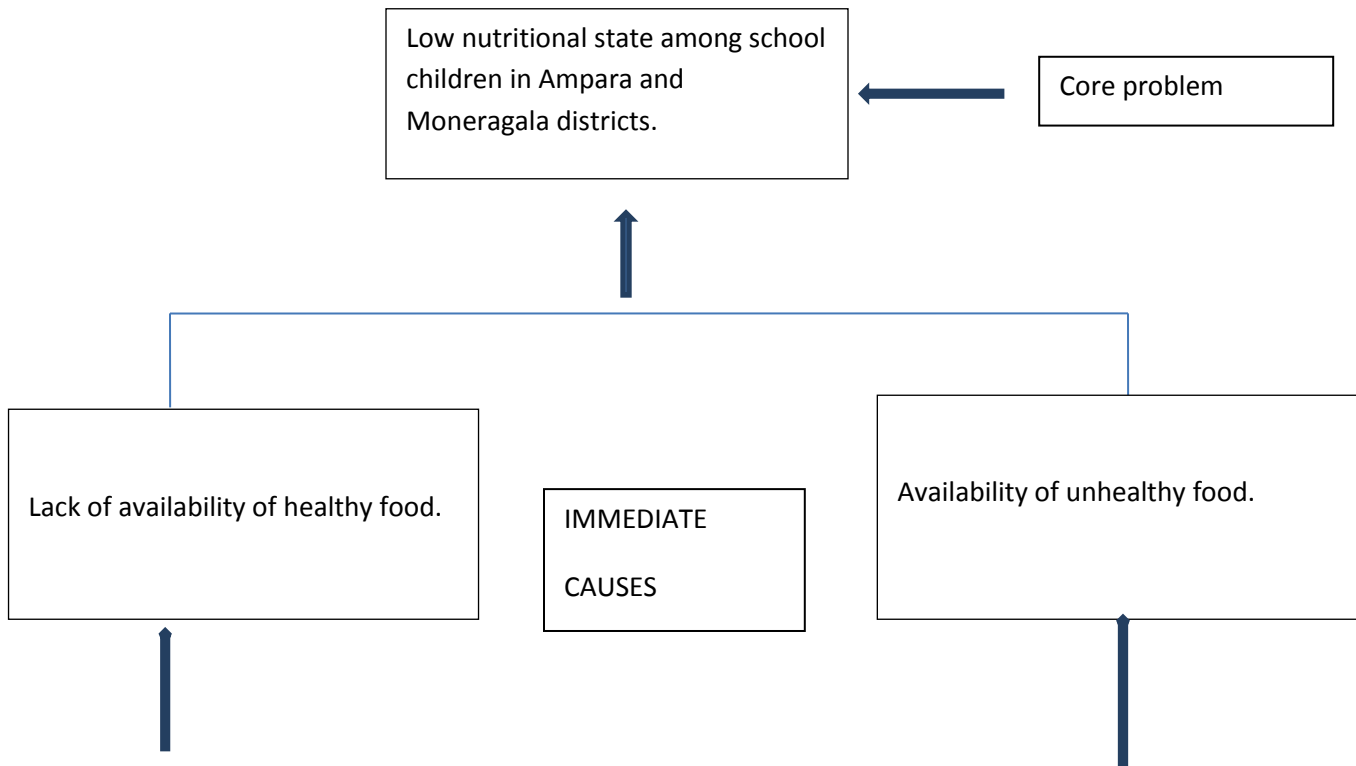 Low nutritional state among school
children in Ampara and
Moneragala districts.
Core problem
Lack of availability of healthy food.
IMMEDIATE
CAUSES
Availability of unhealthy food.